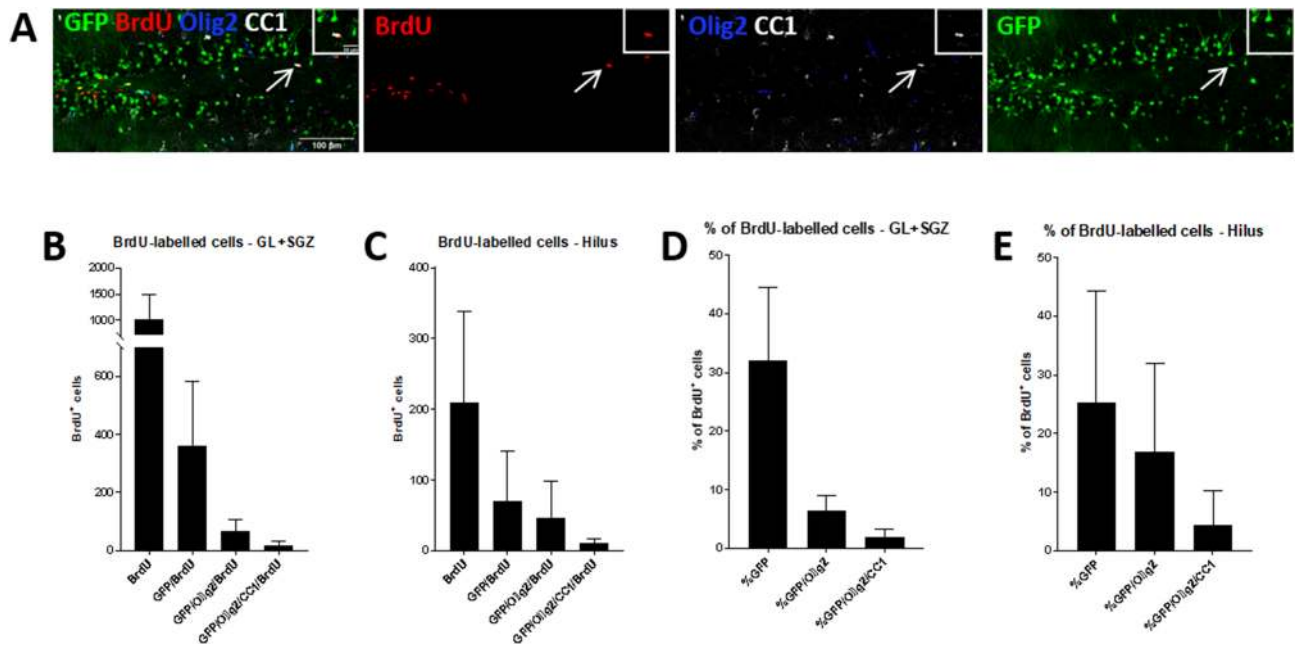 A
GFP BrdU Olig2 CC1
BrdU
Olig2 CC1
GFP
100 βm
B
BrdU-labelled cells - GL+SGZ
BrdU+ cells
2000
1500
1000
600
400
200
0
BrdU
GFP/BrdU
GFP/Olig2/BrdU
GFP/Olig2/CC1/BrdU
C
BrdU-labelled cells - Hilus
BrdU+ cells
400
300
200
100
0
BrdU
GFP/BrdU
GFP/Olig2/BrdU
GFP/Olig2/CC1/BrdU
D
% of BrdU-labelled cells - GL+SGZ
% of BrdU+ cells
50
40
30
20
10
0
%GFP
%GFP/Olig2
%GFP/Olig2/CC1
E
% of BrdU-labelled cells - Hilus
% of BrdU+ cells
50
40
30
20
10
0
%GFP
%GFP/Olig2
%GFP/Olig2/CC1